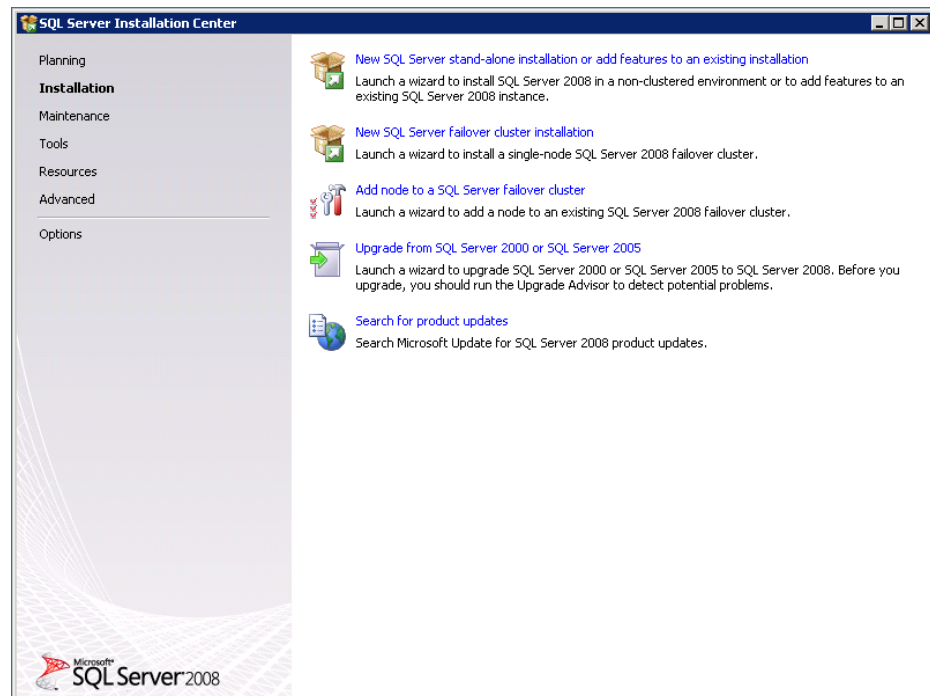 SQL Server Installation Center
Planning
Installation
Maintenance
Tools
Resources
Advanced
Options
New SQL Server stand-alone installation or add features to an existing installation
Launch a wizard to install SQL Server 2008 in a non-clustered environment or to add features to an
existing SQL Server 2008 instance.
New SQL Server failover cluster installation
Launch a wizard to install a single-node SQL Server 2008 failover cluster.
Add node to a SQL Server failover cluster
Launch a wizard to add a node to an existing SQL Server 2008 failover cluster.
Upgrade from SQL Server 2000 or SQL Server 2005
Launch a wizard to upgrade SQL Server 2000 or SQL Server 2005 to SQL Server 2008. Before you
upgrade, you should run the Upgrade Advisor to detect potential problems.
Search for product updates
Search Microsoft Update for SQL Server 2008 product updates.
Microsoft®
SQL Server 2008